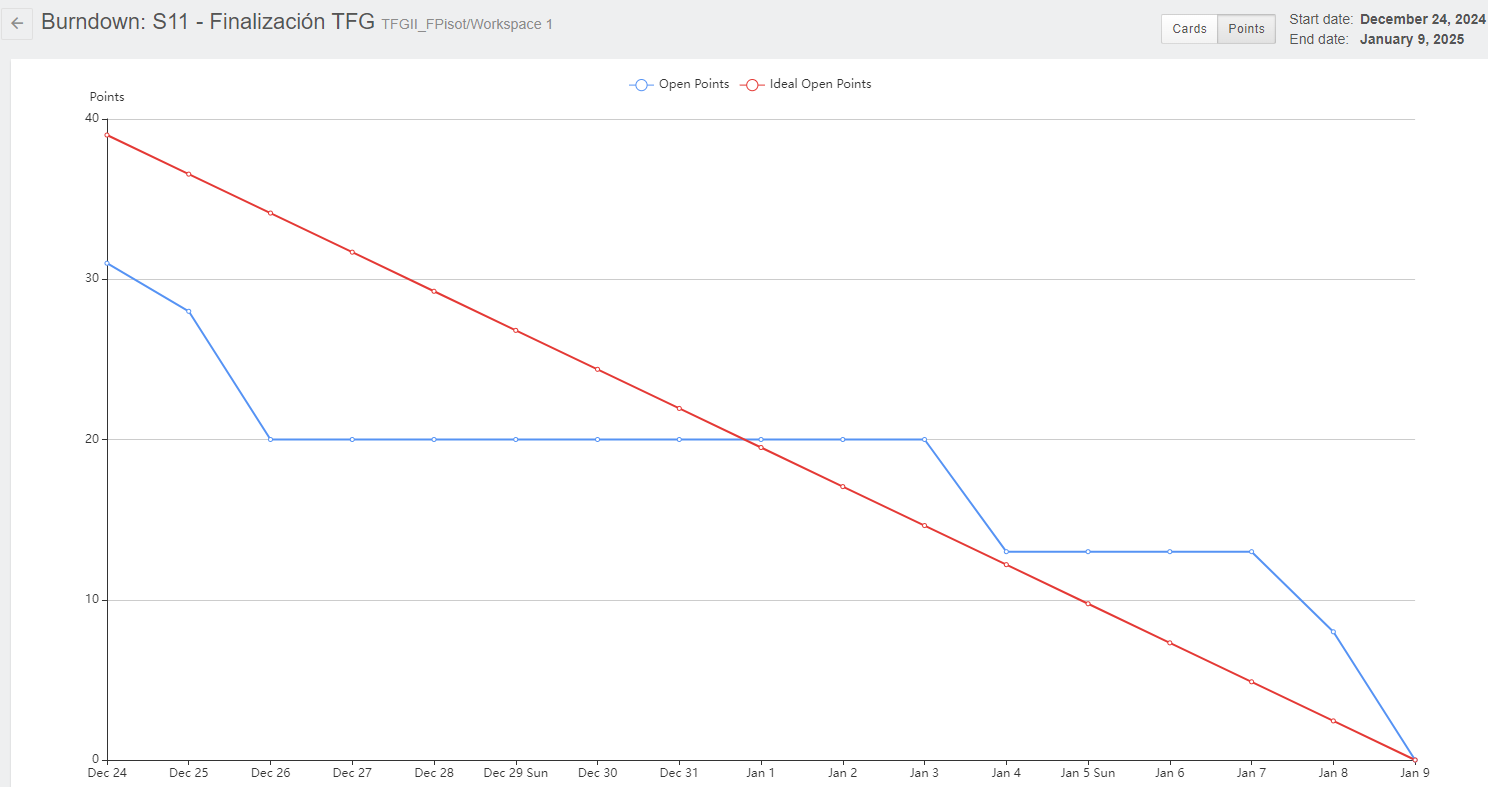 Burndown: S11 - Finalización TFG TFGII_FPisot/Workspace 1
Cards Points
Start date: December 24, 2024
End date: January 9, 2025
Open Points Ideal Open Points
Points
40
30
20
10
0
Dec 24 Dec 25 Dec 26 Dec 27 Dec 28 Dec 29 Sun Dec 30 Dec 31 Jan 1 Jan 2 Jan 3 Jan 4 Jan 5 Sun Jan 6 Jan 7 Jan 8 Jan 9